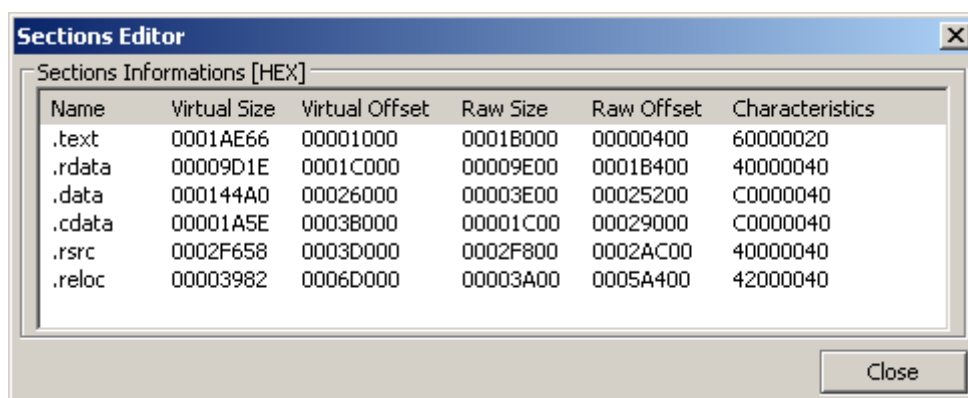 Sections Editor
Sections Informations [HEX]
Name Virtual Size Virtual Offset Raw Size Raw Offset Characteristics
.text 0001AE66 00001000 0001B000 00000400 60000020
.rdata 00009D1E 0001C000 00009E00 0001B400 40000040
.data 000144A0 00026000 00003E00 00025200 C0000040
.cdata 00001A5E 0003B000 00001C00 00029000 C0000040
.rsrc 0002F658 0003D000 0002F800 0002AC00 40000040
.reloc 00003982 0006D000 00003A00 0005A400 42000040
Close